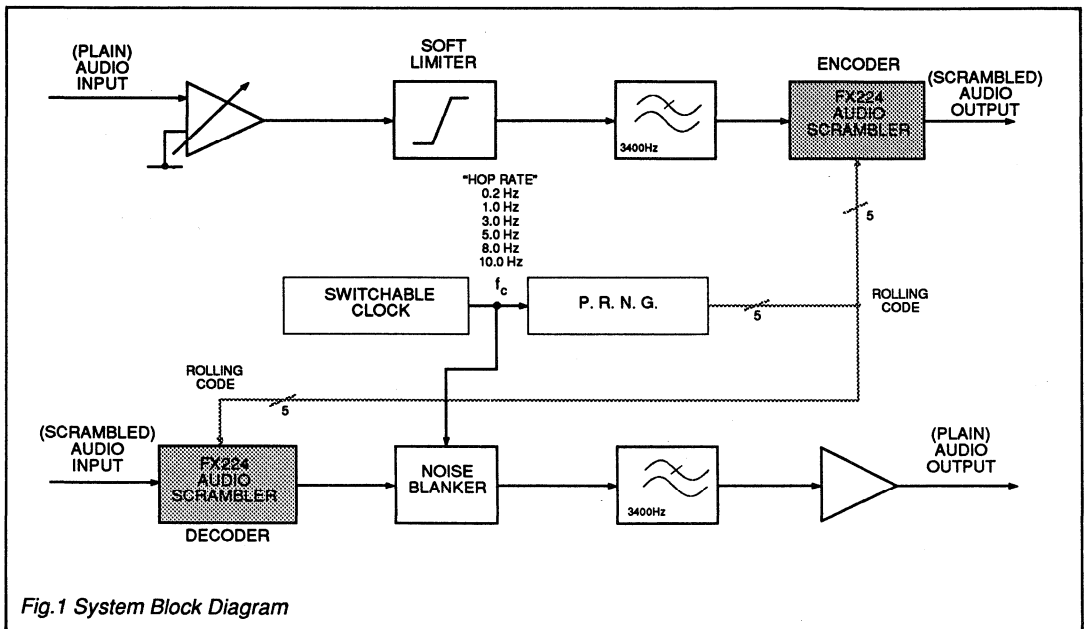 (PLAIN)
AUDIO
INPUT
SOFT
LIMITER
3400Hz
ENCODER
FX224
AUDIO
SCRAMBLER
(SCRAMBLED)
AUDIO
OUTPUT
5
"HOP RATE"
0.2 Hz
1.0 Hz
3.0 Hz
5.0 Hz
8.0 Hz
10.0 Hz
fc
SWITCHABLE
CLOCK
P. R. N. G.
5
ROLLING
CODE
ROLLING
CODE
5
(SCRAMBLED)
AUDIO
INPUT
FX224
AUDIO
SCRAMBLER
DECODER
NOISE
BLANKER
3400Hz
(PLAIN)
AUDIO
OUTPUT
Fig.1 System Block Diagram